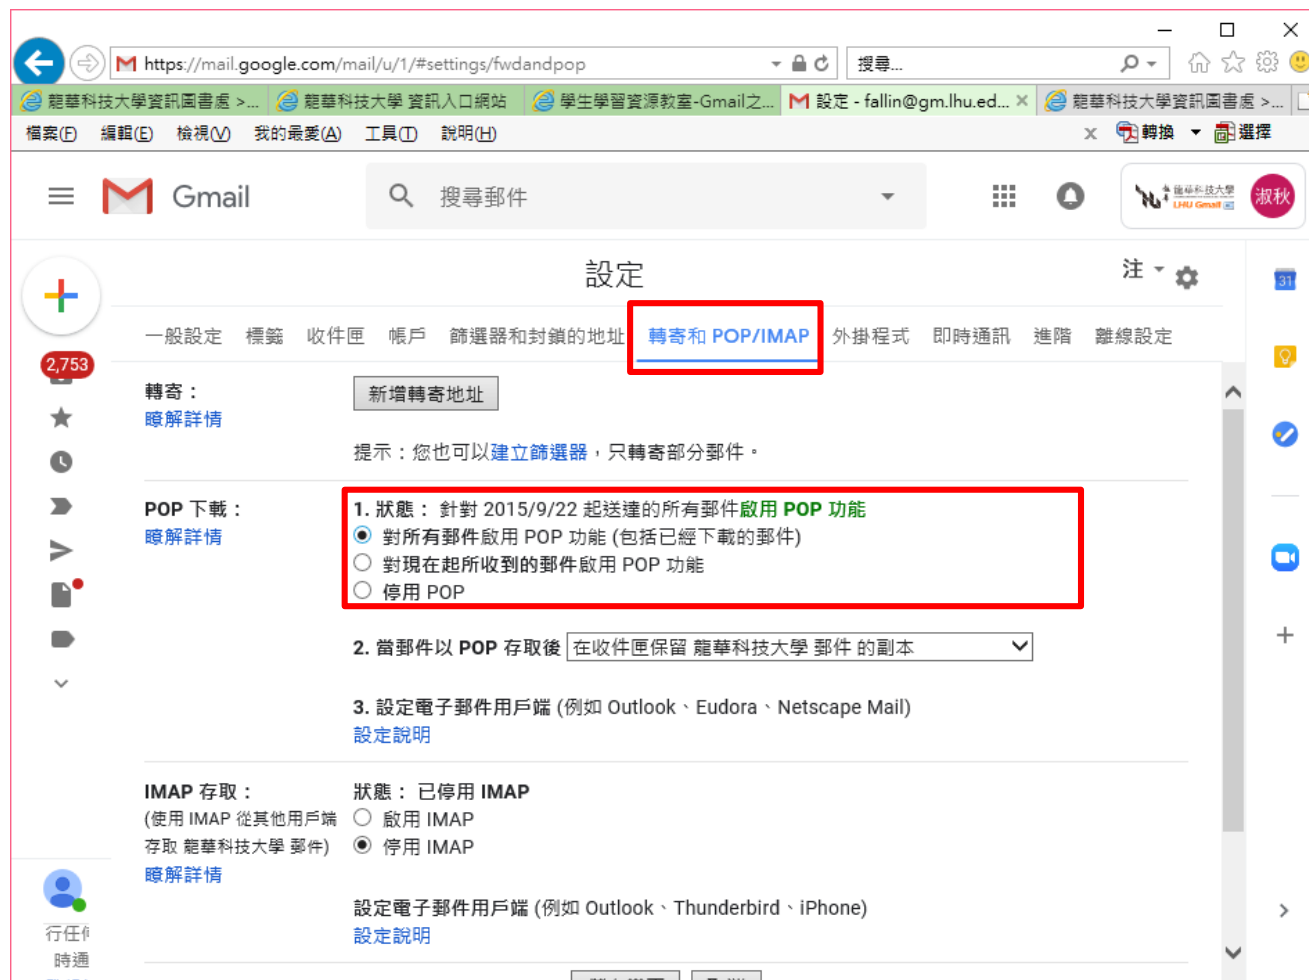 https://mail.google.com/mail/u/1/#settings/fwdandpop
搜尋...
龍華科技大學資訊圖書處 >...
龍華科技大學 資訊入口網站
學生學習資源教室-Gmail之...
設定 - fallin@gm.lhu.ed...
龍華科技大學資訊圖書處 >...
檔案(F) 編輯(E) 檢視(V) 我的最愛(A) 工具(T) 說明(H)
x 轉換 選擇
Gmail
搜尋郵件
龍華科技大學
LHU Gmail
淑秋
設定
注
31
一般設定 標籤 收件匣 帳戶 篩選器和封鎖的地址 轉寄和 POP/IMAP 外掛程式 即時通訊 進階 離線設定
2,753
轉寄：
瞭解詳情
新增轉寄地址
提示：您也可以建立篩選器，只轉寄部分郵件。
POP 下載：
瞭解詳情
1. 狀態： 針對 2015/9/22 起送達的所有郵件啟用 POP 功能
對所有郵件啟用 POP 功能 (包括已經下載的郵件)
對現在起所收到的郵件啟用 POP 功能
停用 POP
2. 當郵件以 POP 存取後 在收件匣保留 龍華科技大學 郵件 的副本
3. 設定電子郵件用戶端 (例如 Outlook、Eudora、Netscape Mail)
設定說明
IMAP 存取：
(使用 IMAP 從其他用戶端
存取 龍華科技大學 郵件)
瞭解詳情
狀態： 已停用 IMAP
啟用 IMAP
停用 IMAP
設定電子郵件用戶端 (例如 Outlook、Thunderbird、iPhone)
設定說明
行任
時通